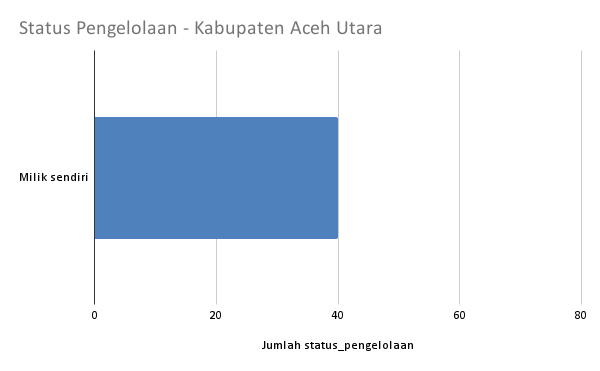 Status Pengelolaan - Kabupaten Aceh Utara
Milik sendiri
0 20 40 60 80
Jumlah status_pengelolaan